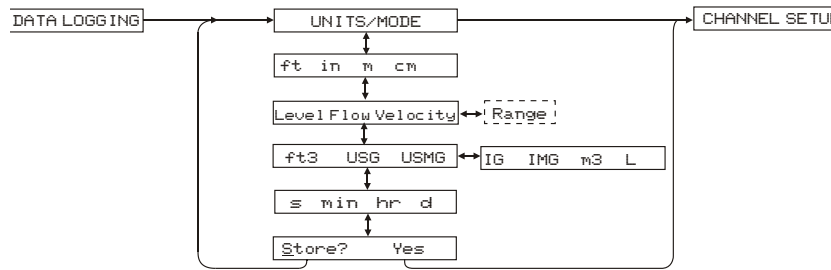 DATA LOGGING
UNITS/MODE
CHANNEL SETU
ft in m cm
Level Flow Velocity
Range
ft3 USG USMG
IG IMG m3 L
s min hr d
Store? Yes